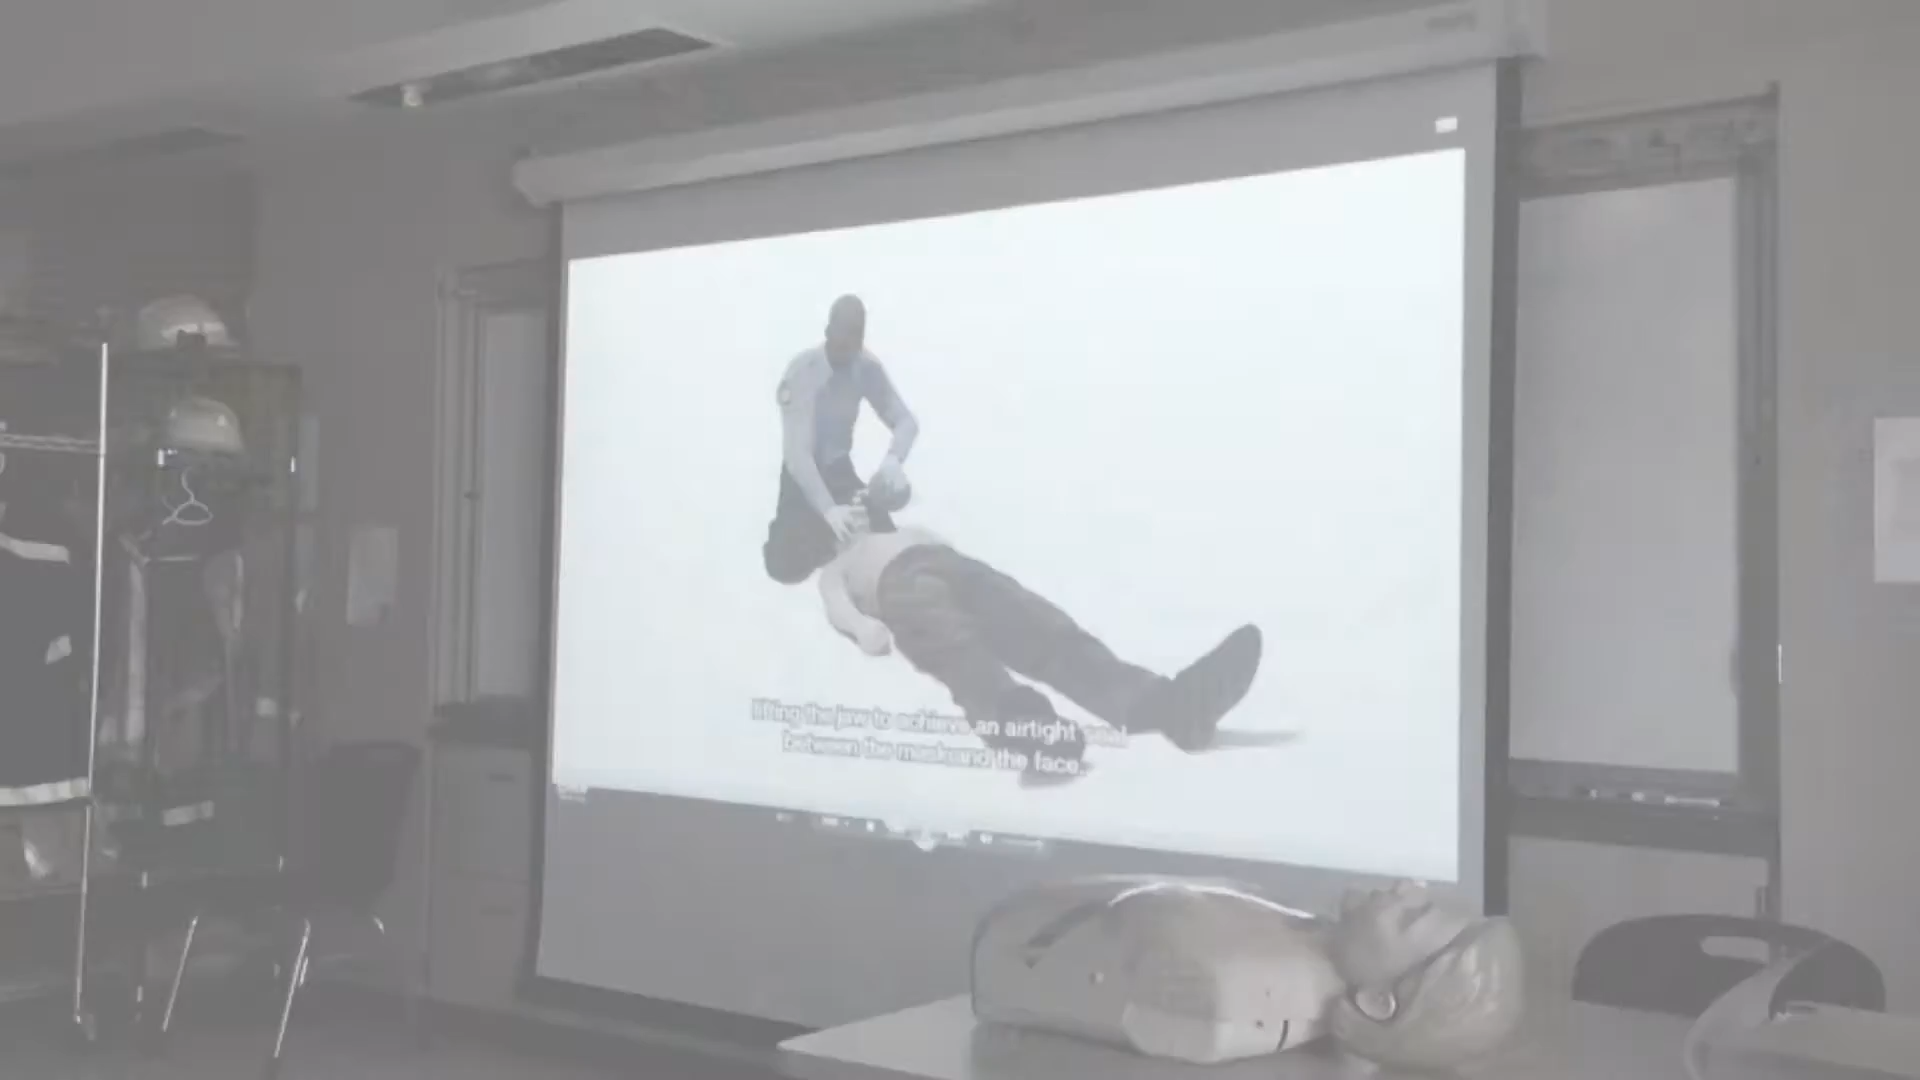 lifting the jaw to achieve an airtight seal
between the mask and the face.